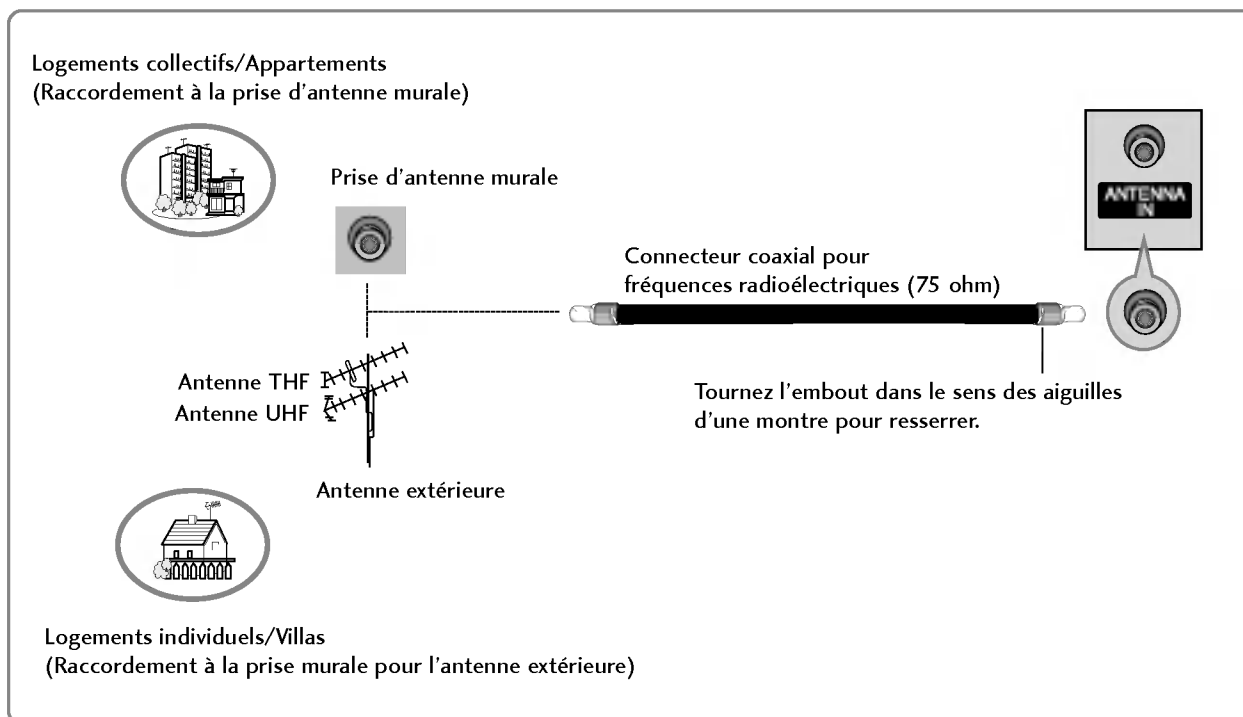 Logements collectifs/Appartements
(Raccordement à la prise d'antenne murale)
Prise d'antenne murale
ANTENNA
IN
Connecteur coaxial pour
fréquences radioélectriques (75 ohm)
Antenne THF
Antenne UHF
Tournez l'embout dans le sens des aiguilles
d'une montre pour resserrer.
Antenne extérieure
Logements individuels/Villas
(Raccordement à la prise murale pour l'antenne extérieure)